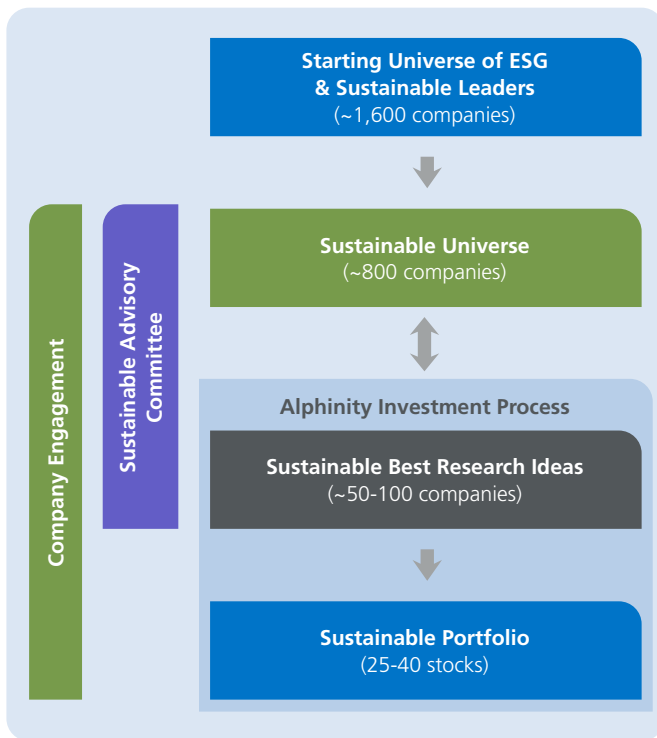 Starting Universe of ESG
& Sustainable Leaders
(~1,600 companies)
Company Engagement
Sustainable Advisory
Committee
Sustainable Universe
(~800 companies)
Alphinity Investment Process
Sustainable Best Research Ideas
(~50-100 companies)
Sustainable Portfolio
(25-40 stocks)